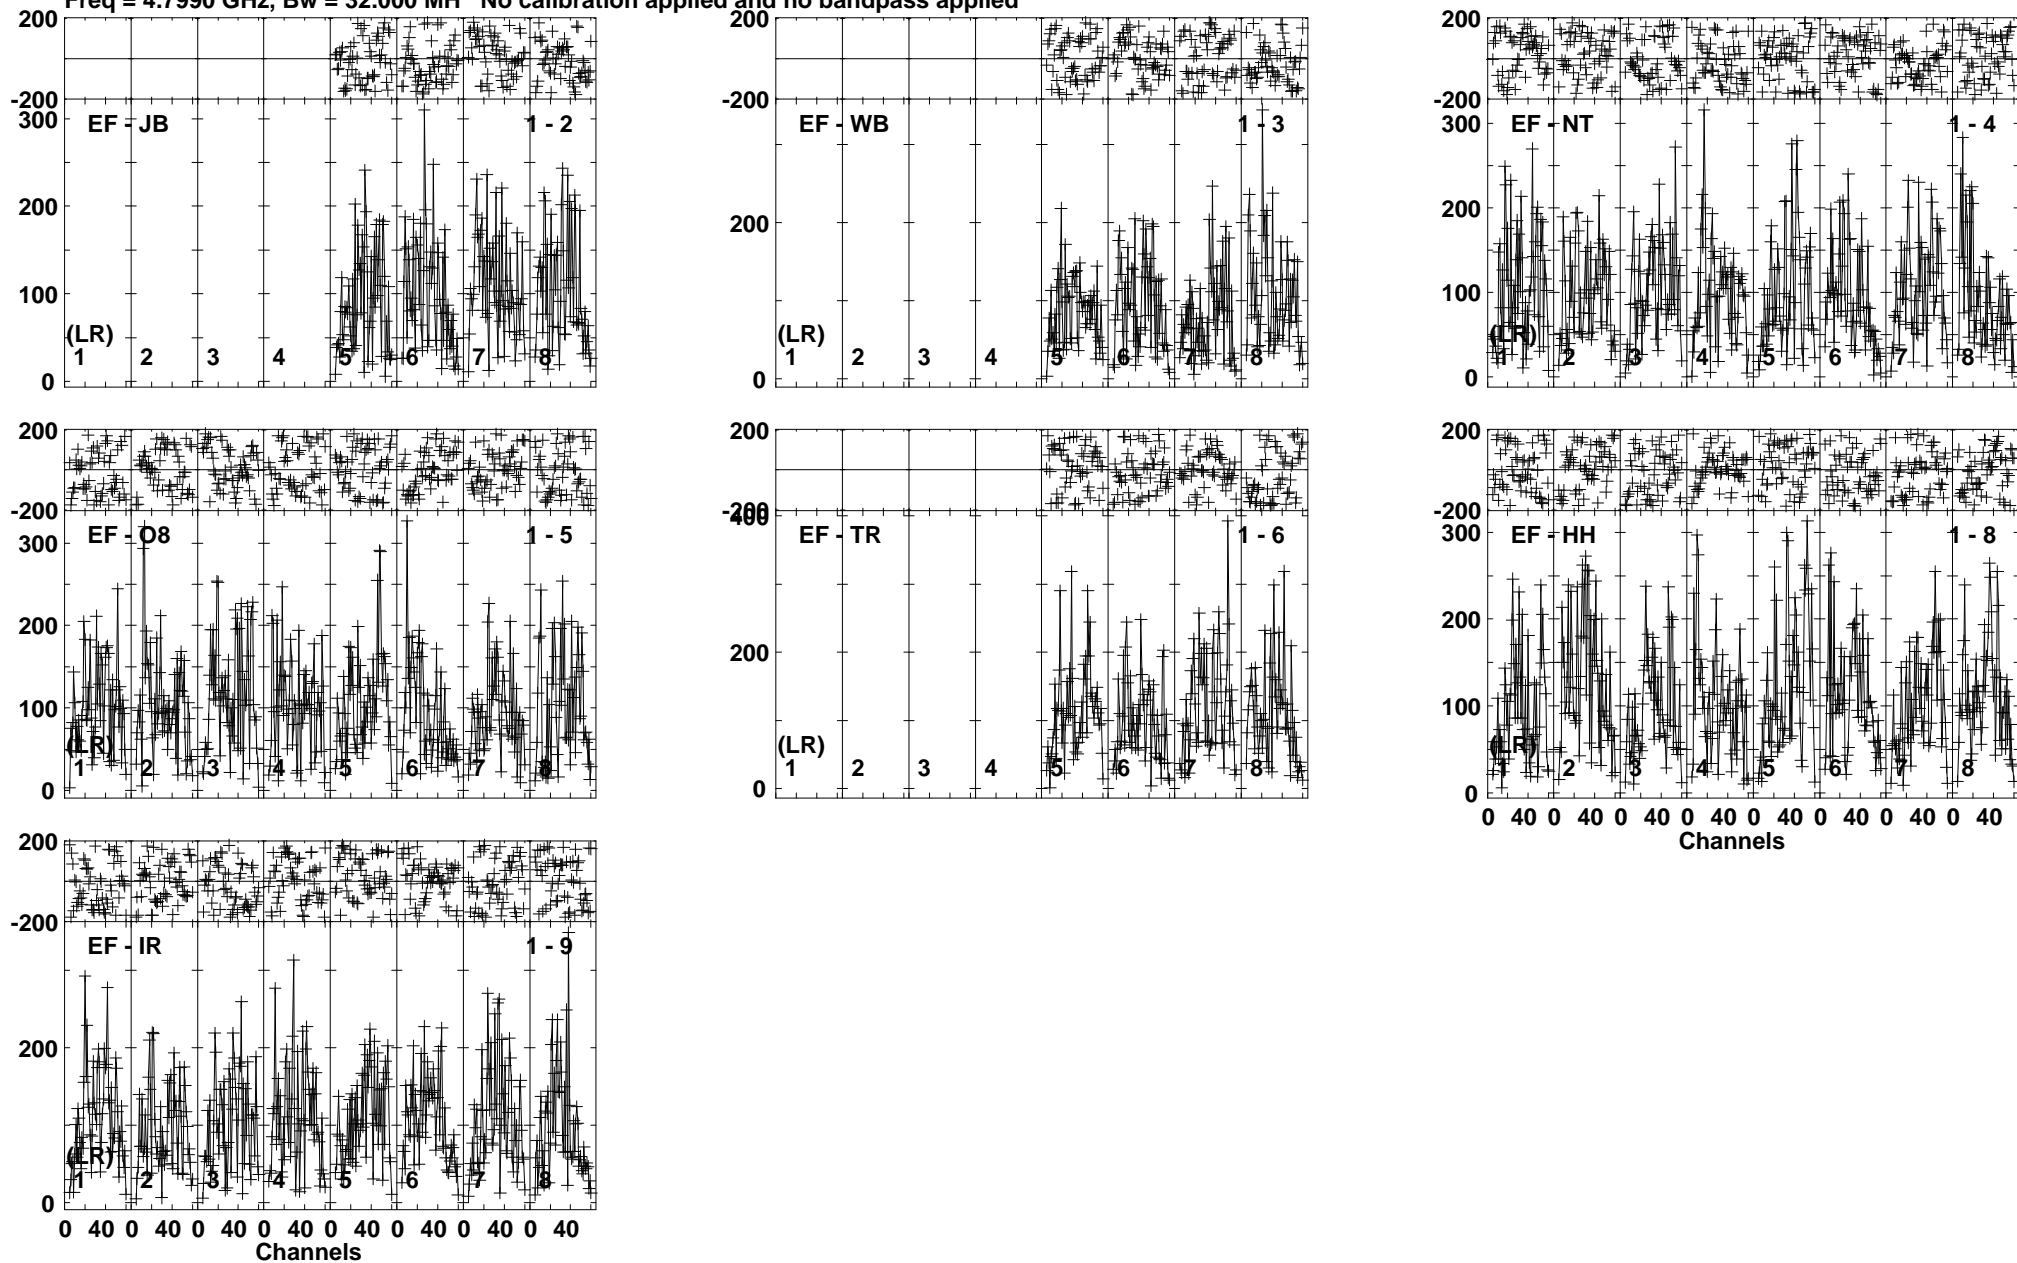 Freq = 4.7990 GHz, Bw = 32.000 MH   No calibration applied and no bandpass applied
200
-200
300
200
100
0
EF - JB
1 - 2
(LR)
1 2 3 4 5 6 7 8
200
-200
200
0
EF - WB
1 - 3
(LR)
1 2 3 4 5 6 7 8
200
-200
300
200
100
0
EF - NT
1 - 4
(LR)
1 2 3 4 5 6 7 8
200
-200
300
200
100
0
EF - O8
1 - 5
(LR)
1 2 3 4 5 6 7 8
200
-200
400
200
0
EF - TR
1 - 6
(LR)
1 2 3 4 5 6 7 8
200
-200
300
200
100
0
EF - HH
1 - 8
(LR)
1 2 3 4 5 6 7 8
0 40 0 40 0 40 0 40 0 40 0 40 0 40 0 40
Channels
200
-200
200
0
EF - IR
1 - 9
(LR)
1 2 3 4 5 6 7 8
0 40 0 40 0 40 0 40 0 40 0 40 0 40 0 40
Channels